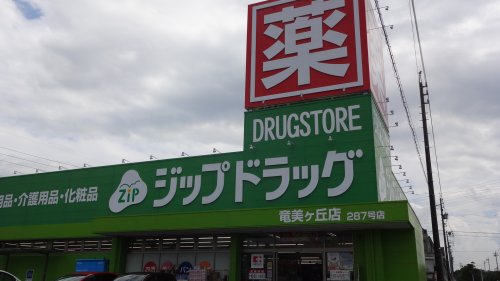 薬
DRUGSTORE
用品・介護用品・化粧品
ZIP
ジップドラッグ
竜美ヶ丘店 287号店